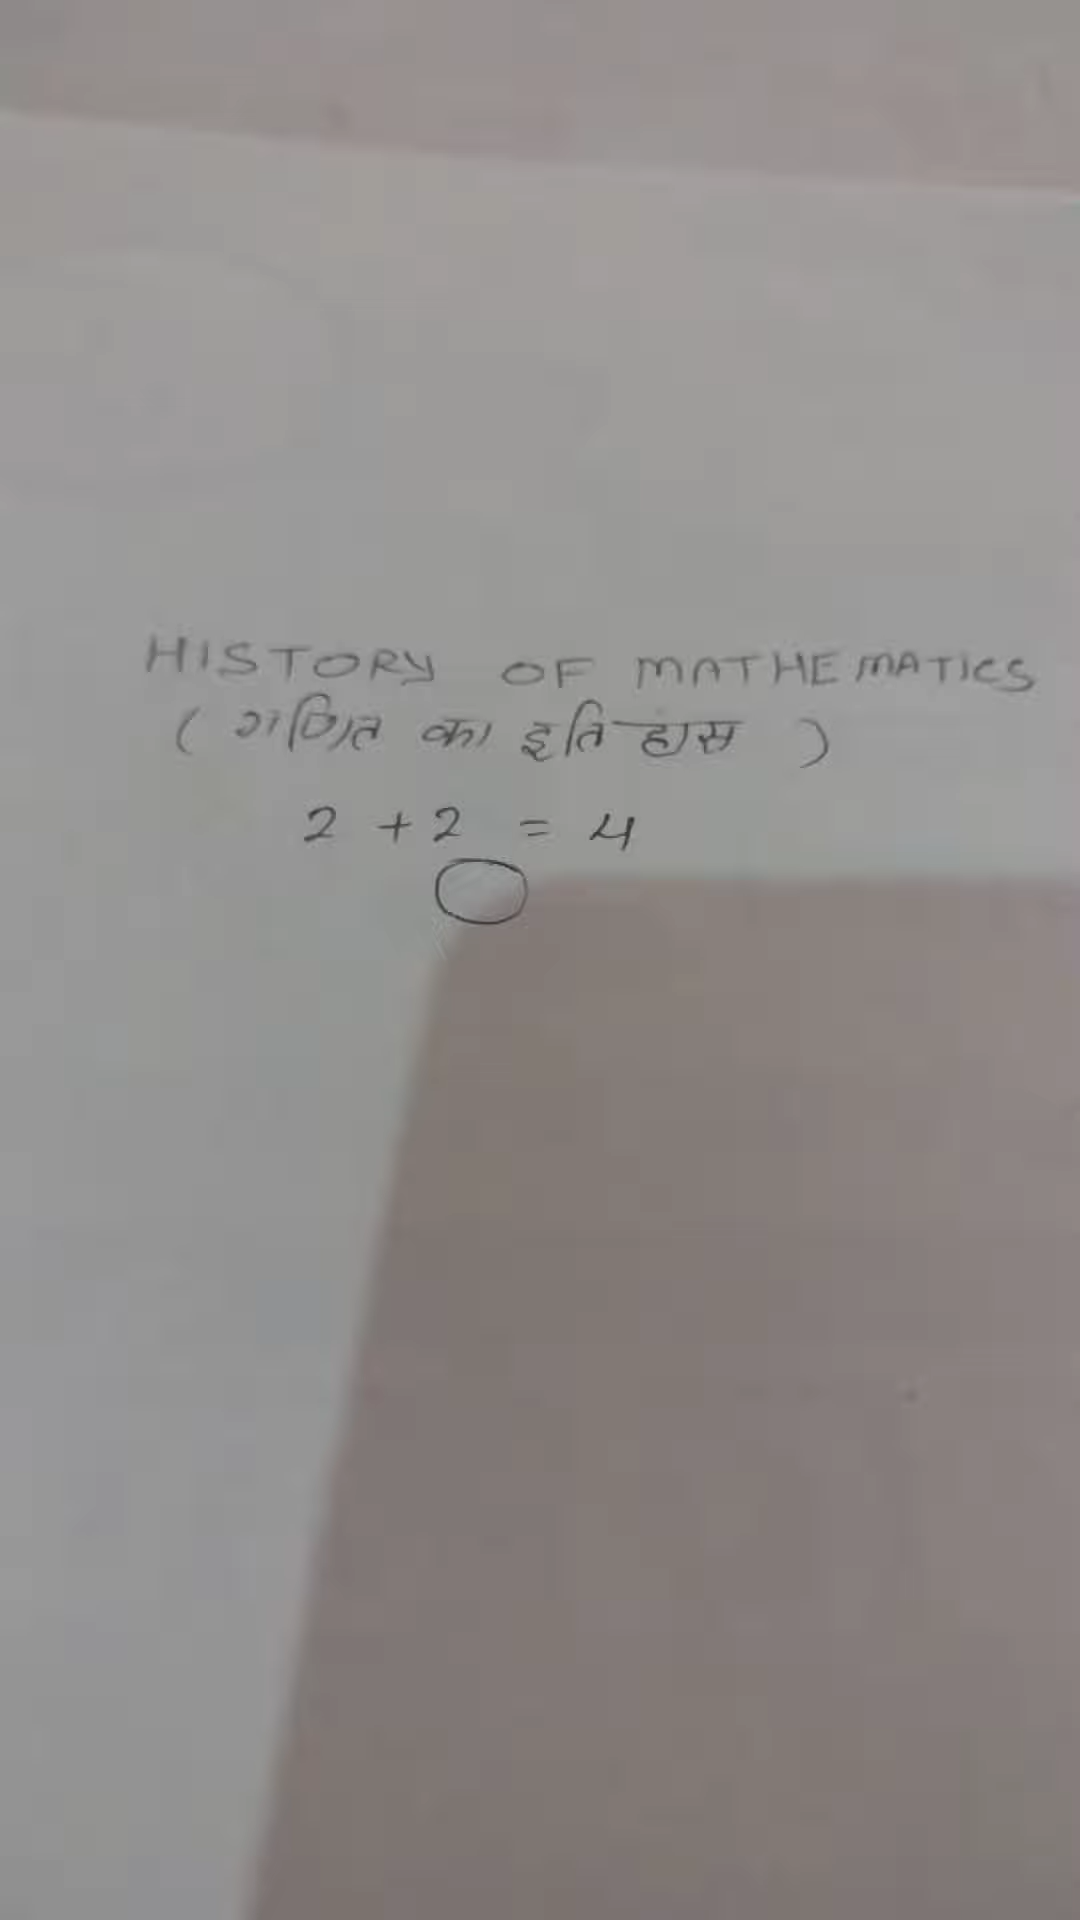 HISTORY OF MATHEMATICS
( गणित का इतिहास )
2 + 2 = 4